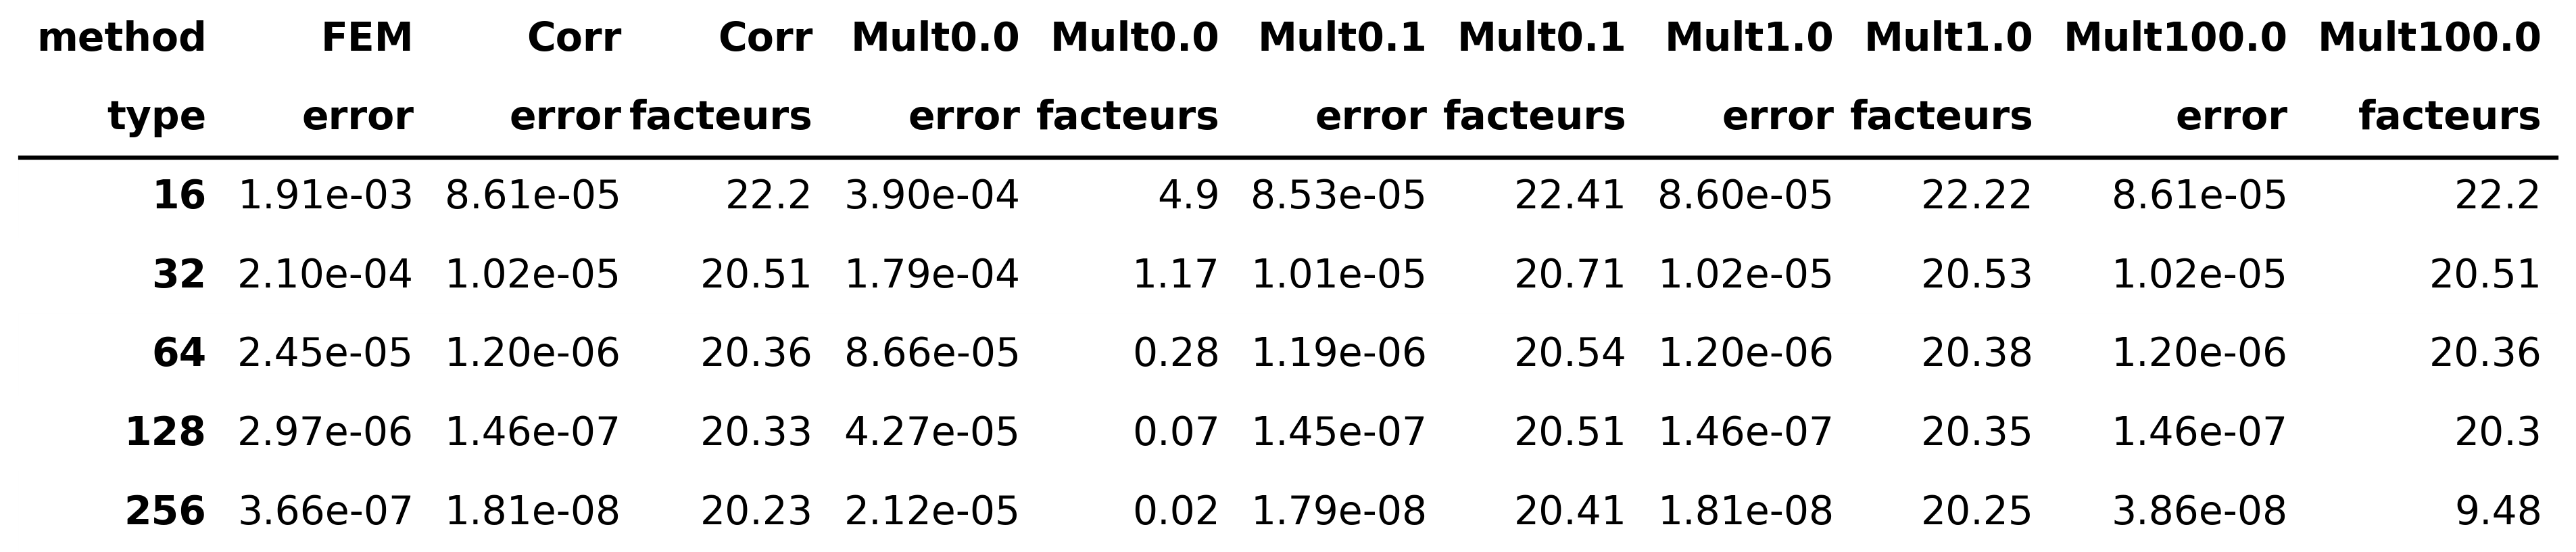 method FEM Corr Corr Mult0.0 Mult0.0 Mult0.1 Mult0.1 Mult1.0 Mult1.0 Mult100.0 Mult100.0
type error error facteurs error facteurs error facteurs error facteurs error facteurs
16 1.91e-03 8.61e-05 22.2 3.90e-04 4.9 8.53e-05 22.41 8.60e-05 22.22 8.61e-05 22.2
32 2.10e-04 1.02e-05 20.51 1.79e-04 1.17 1.01e-05 20.71 1.02e-05 20.53 1.02e-05 20.51
64 2.45e-05 1.20e-06 20.36 8.66e-05 0.28 1.19e-06 20.54 1.20e-06 20.38 1.20e-06 20.36
128 2.97e-06 1.46e-07 20.33 4.27e-05 0.07 1.45e-07 20.51 1.46e-07 20.35 1.46e-07 20.3
256 3.66e-07 1.81e-08 20.23 2.12e-05 0.02 1.79e-08 20.41 1.81e-08 20.25 3.86e-08 9.48